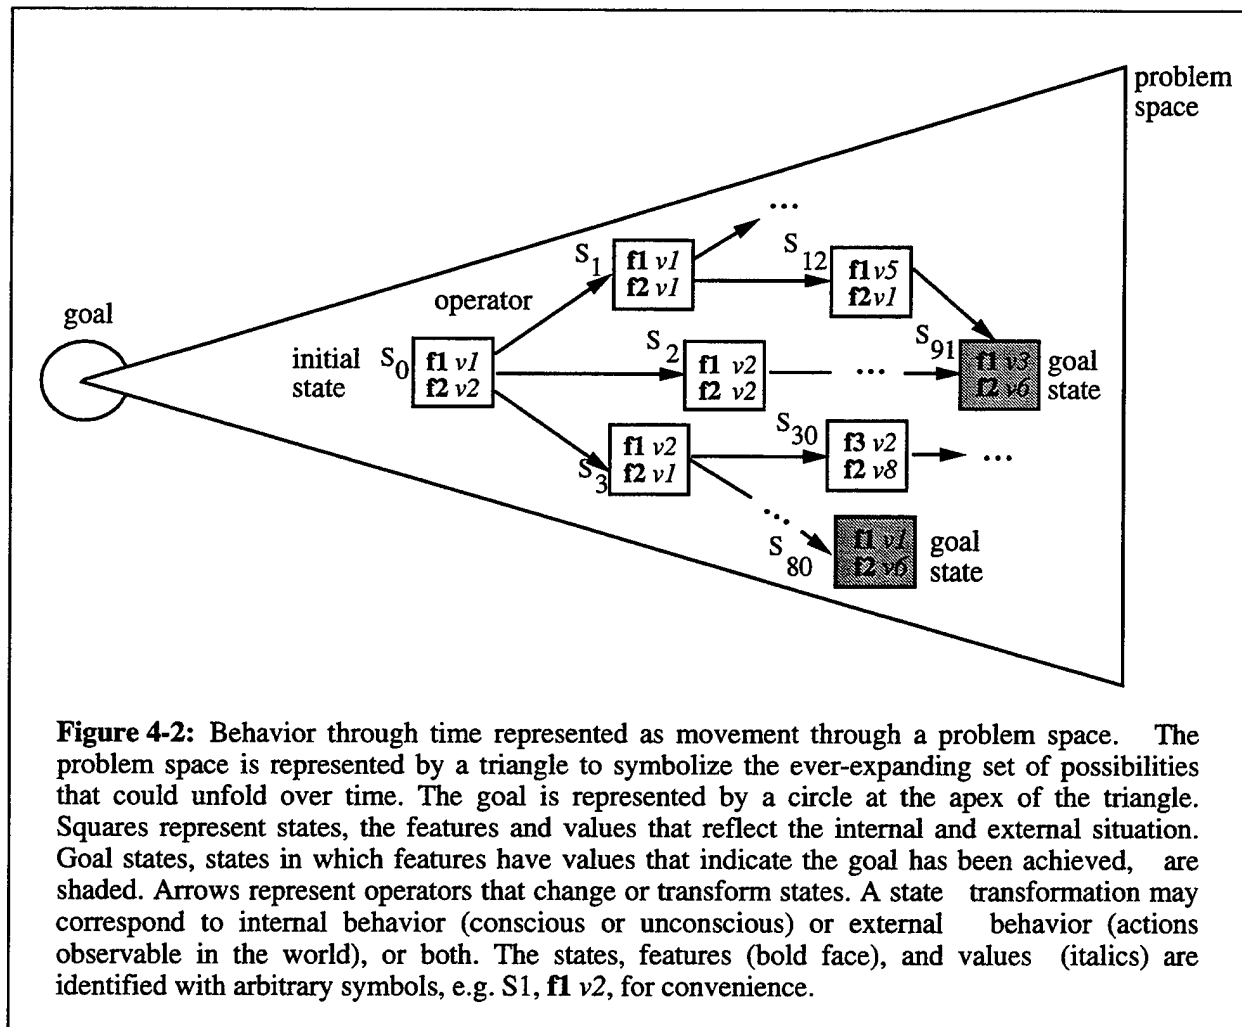 problem
space
...
S1
f1 v1
f2 v1
S12
f1 v5
f2 v1
operator
goal
initial
state
S0
f1 v1
f2 v2
S2
f1 v2
f2 v2
...
S91
f1 v3
f2 v6
goal
state
S3
f1 v2
f2 v1
S30
f3 v2
f2 v8
...
...
S80
f1 v1
f2 v6
goal
state
Figure 4-2: Behavior through time represented as movement through a problem space. The
problem space is represented by a triangle to symbolize the ever-expanding set of possibilities
that could unfold over time. The goal is represented by a circle at the apex of the triangle.
Squares represent states, the features and values that reflect the internal and external situation.
Goal states, states in which features have values that indicate the goal has been achieved, are
shaded. Arrows represent operators that change or transform states. A state transformation may
correspond to internal behavior (conscious or unconscious) or external behavior (actions
observable in the world), or both. The states, features (bold face), and values (italics) are
identified with arbitrary symbols, e.g. S1, f1 v2, for convenience.